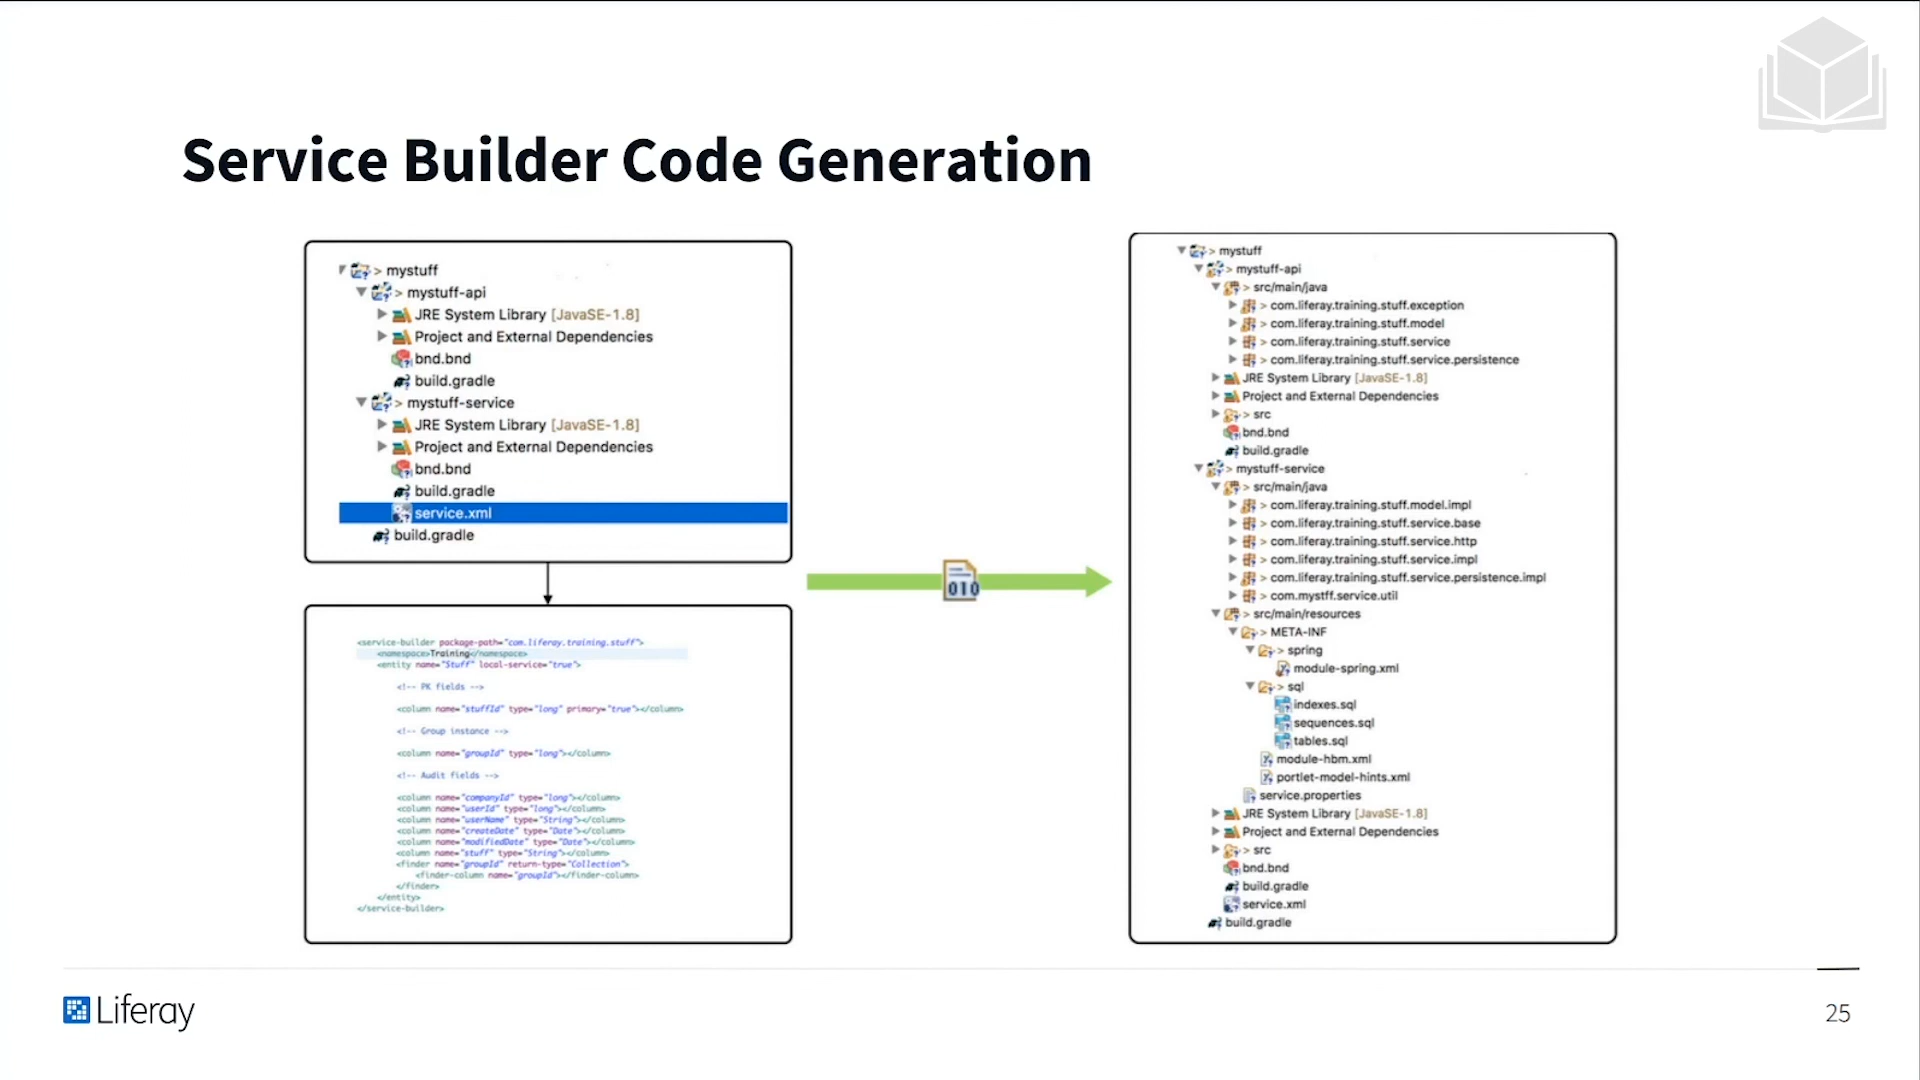 Service Builder Code Generation
> mystuff
> mystuff-api
JRE System Library [JavaSE-1.8]
Project and External Dependencies
bnd.bnd
build.gradle
> mystuff-service
JRE System Library [JavaSE-1.8]
Project and External Dependencies
bnd.bnd
build.gradle
service.xml
build.gradle
<service-builder package-path="com.liferay.training.stuff">
<namespace>Training</namespace>
<entity name="Stuff" local-service="true">
<!-- PK fields -->
<column name="stuffId" type="long" primary="true"></column>
<!-- Group instance -->
<column name="groupId" type="long"></column>
<!-- Audit fields -->
<column name="companyId" type="long"></column>
<column name="userId" type="long"></column>
<column name="userName" type="String"></column>
<column name="createDate" type="Date"></column>
<column name="modifiedDate" type="Date"></column>
<column name="stuff" type="String"></column>
<finder name="groupId" return-type="Collection">
<finder-column name="groupId"></finder-column>
</finder>
</entity>
</service-builder>
010
> mystuff
> mystuff-api
> src/main/java
> com.liferay.training.stuff.exception
> com.liferay.training.stuff.model
> com.liferay.training.stuff.service
> com.liferay.training.stuff.service.persistence
JRE System Library [JavaSE-1.8]
Project and External Dependencies
> src
bnd.bnd
build.gradle
> mystuff-service
> src/main/java
> com.liferay.training.stuff.model.impl
> com.liferay.training.stuff.service.base
> com.liferay.training.stuff.service.http
> com.liferay.training.stuff.service.impl
> com.liferay.training.stuff.service.persistence.impl
> com.mystff.service.util
> src/main/resources
> META-INF
> spring
module-spring.xml
> sql
indexes.sql
sequences.sql
tables.sql
module-hbm.xml
portlet-model-hints.xml
service.properties
JRE System Library [JavaSE-1.8]
Project and External Dependencies
> src
bnd.bnd
build.gradle
service.xml
build.gradle
Liferay
25